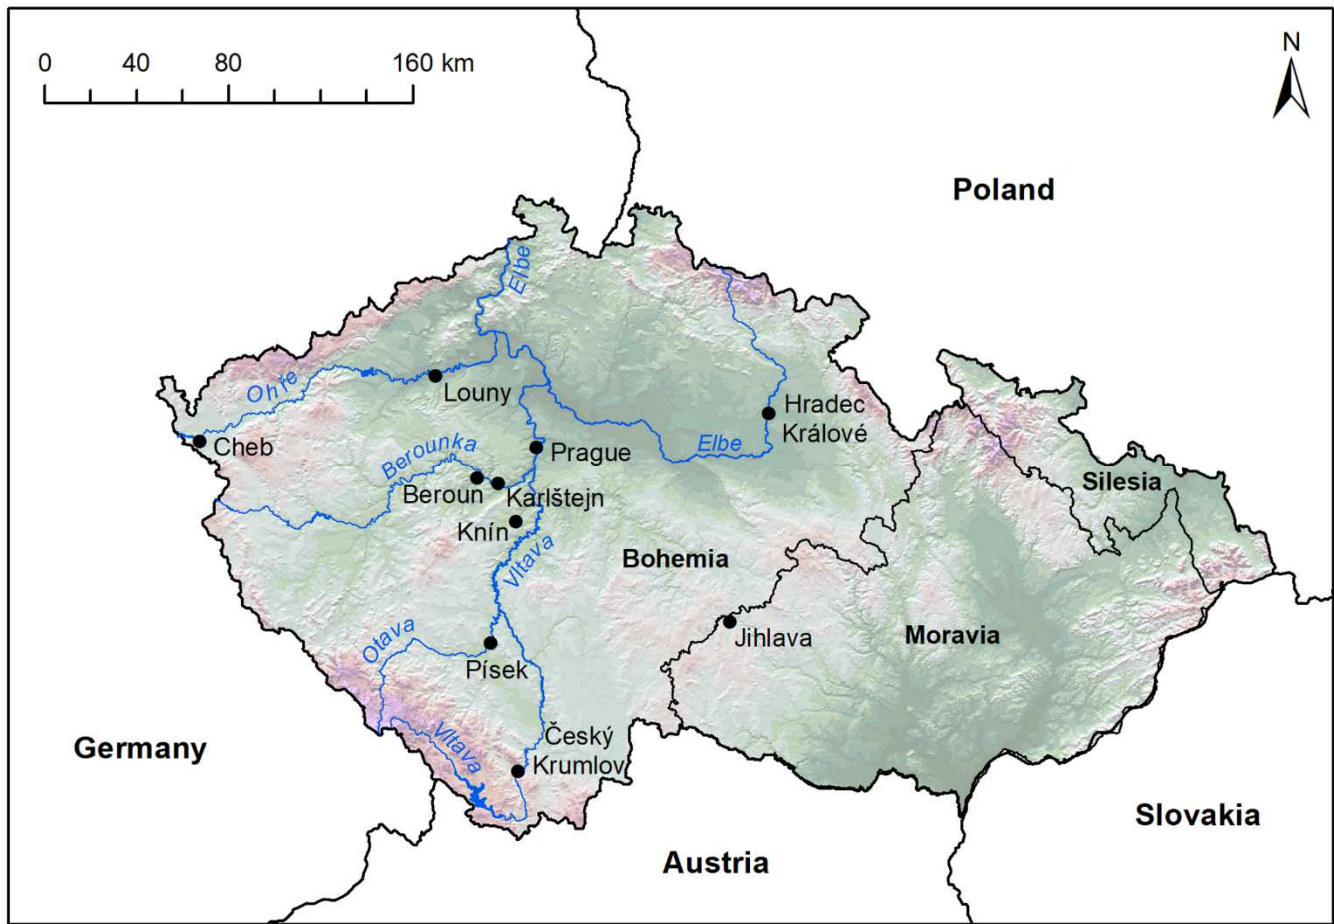 0 40 80 160 km
N
Poland
Elbe
Ohře
Louny
Hradec
Králové
Cheb
Elbe
Prague
Berounka
Beroun
Karlštejn
Silesia
Knín
Vltava
Bohemia
Jihlava
Moravia
Otava
Písek
Germany
Vltava
Český
Krumlov
Slovakia
Austria